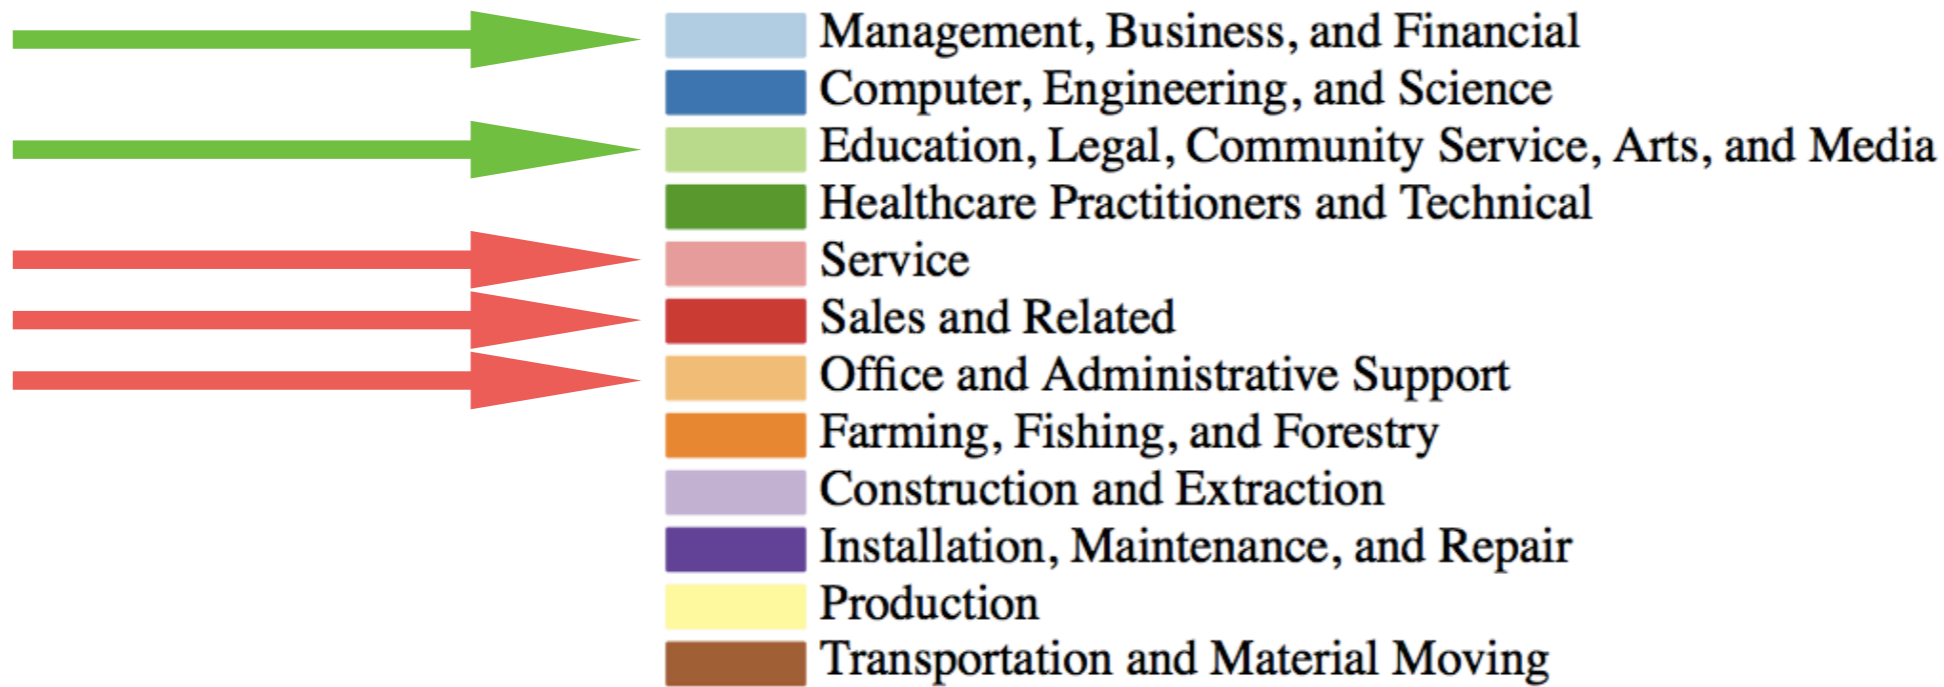 Management, Business, and Financial
Computer, Engineering, and Science
Education, Legal, Community Service, Arts, and Media
Healthcare Practitioners and Technical
Service
Sales and Related
Office and Administrative Support
Farming, Fishing, and Forestry
Construction and Extraction
Installation, Maintenance, and Repair
Production
Transportation and Material Moving